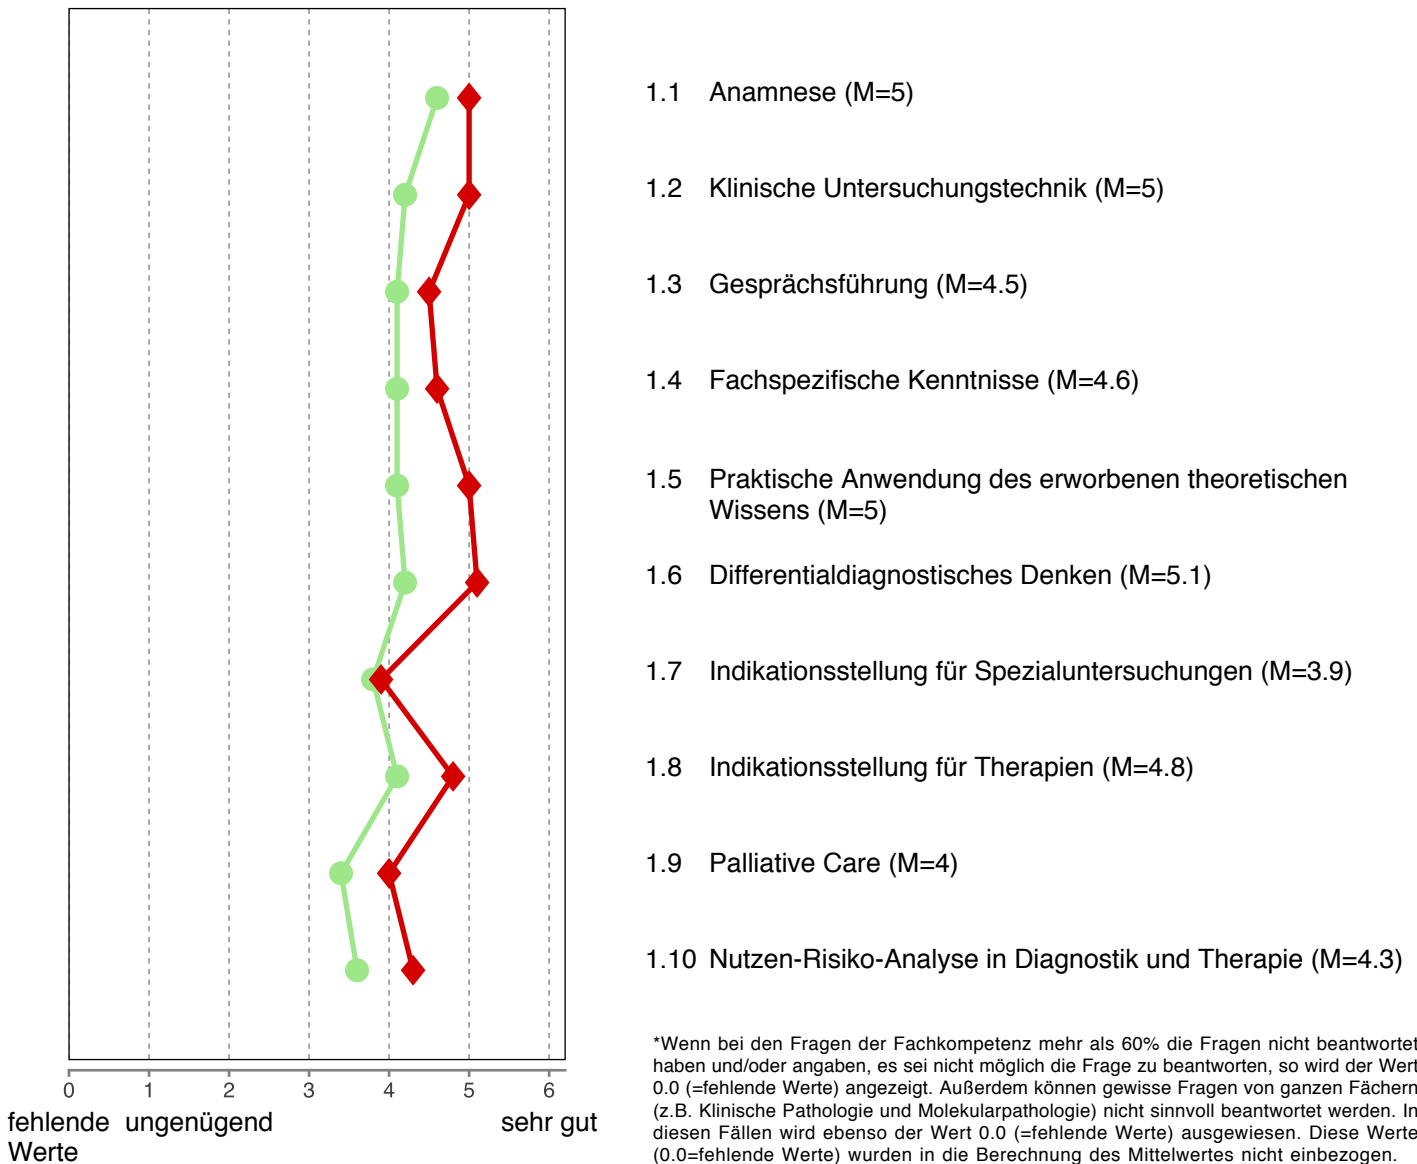 1.1 Anamnese (M=5)
1.2 Klinische Untersuchungstechnik (M=5)
1.3 Gesprächsführung (M=4.5)
1.4 Fachspezifische Kenntnisse (M=4.6)
1.5 Praktische Anwendung des erworbenen theoretischen
Wissens (M=5)
1.6 Differentialdiagnostisches Denken (M=5.1)
1.7 Indikationsstellung für Spezialuntersuchungen (M=3.9)
1.8 Indikationsstellung für Therapien (M=4.8)
1.9 Palliative Care (M=4)
1.10 Nutzen-Risiko-Analyse in Diagnostik und Therapie (M=4.3)
0 1 2 3 4 5 6
fehlende ungenügend sehr gut
Werte
*Wenn bei den Fragen der Fachkompetenz mehr als 60% die Fragen nicht beantwortet
haben und/oder angaben, es sei nicht möglich die Frage zu beantworten, so wird der Wert
0.0 (=fehlende Werte) angezeigt. Außerdem können gewisse Fragen von ganzen Fächern
(z.B. Klinische Pathologie und Molekularpathologie) nicht sinnvoll beantwortet werden. In
diesen Fällen wird ebenso der Wert 0.0 (=fehlende Werte) ausgewiesen. Diese Werte
(0.0=fehlende Werte) wurden in die Berechnung des Mittelwertes nicht einbezogen.